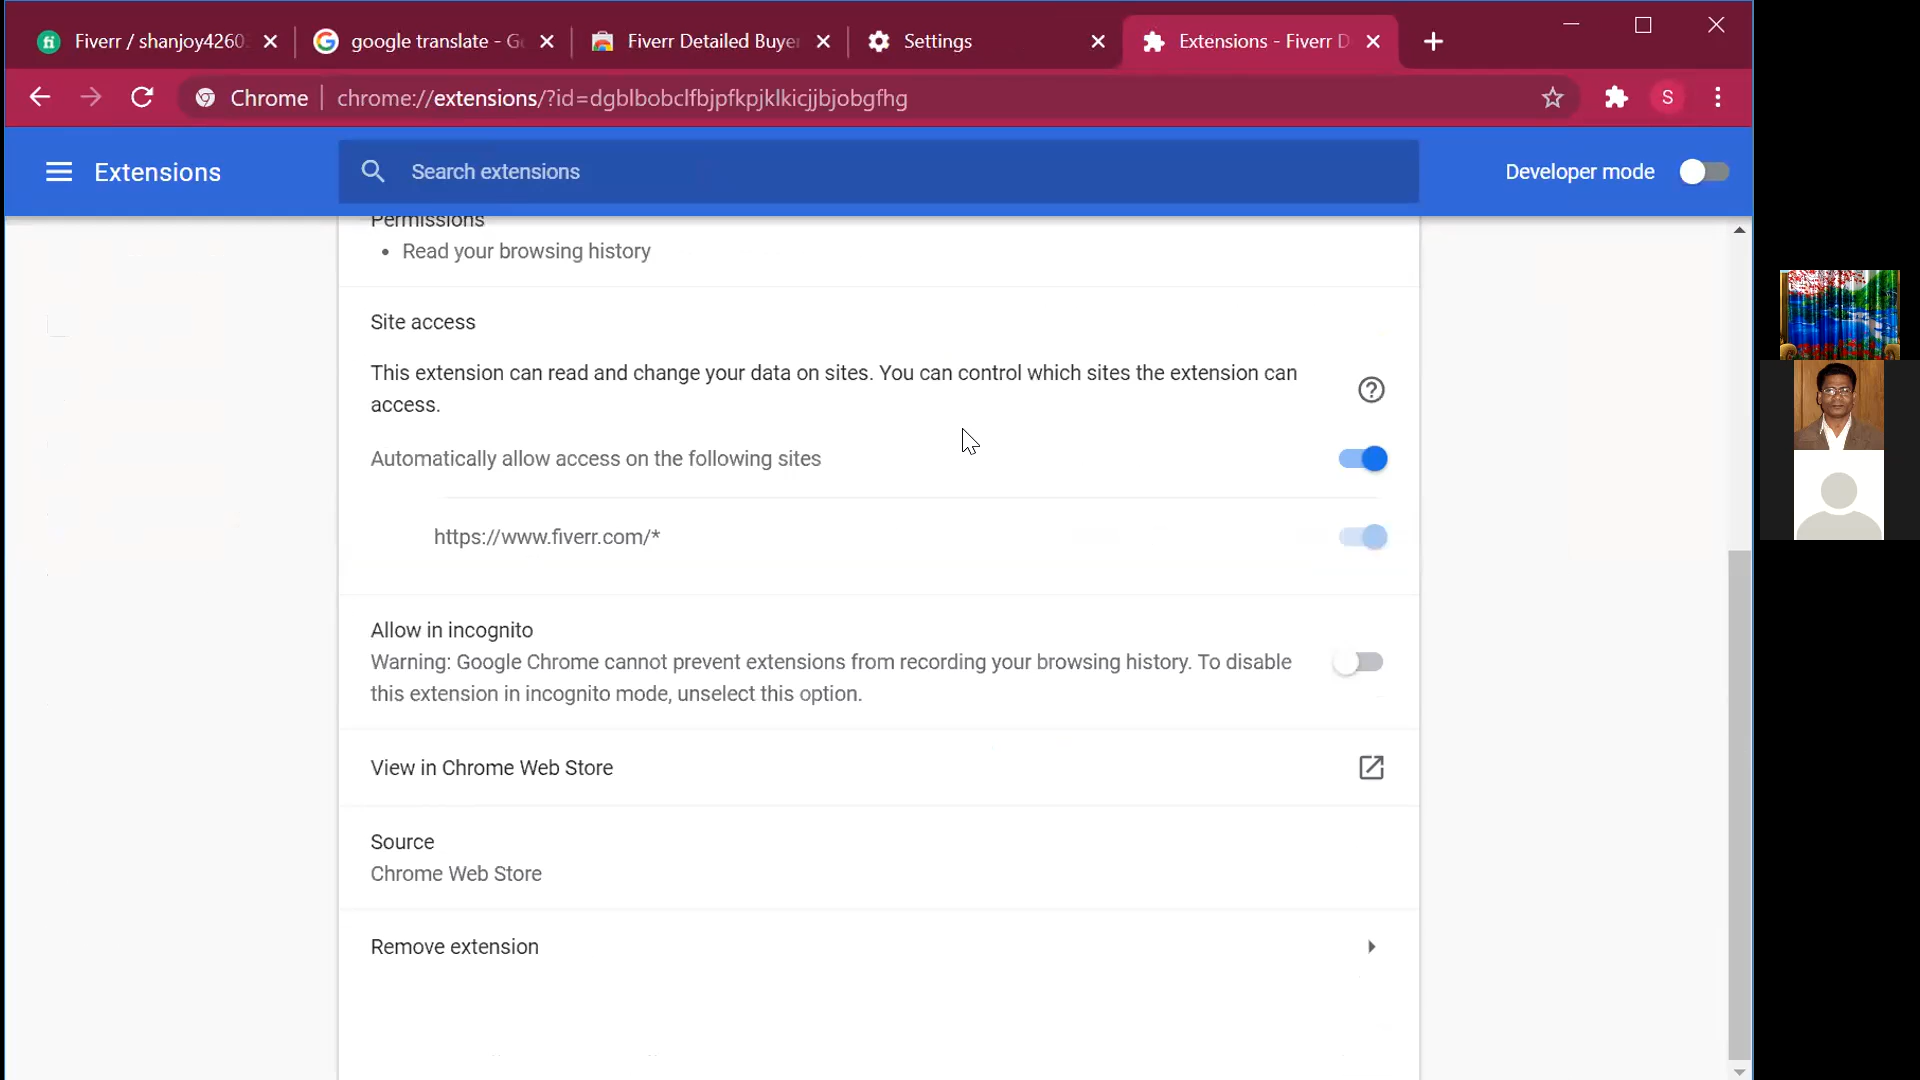 Fiverr / shanjoy4260
google translate - G
Fiverr Detailed Buyer
Settings
Extensions - Fiverr D
Chrome
chrome://extensions/?id=dgblbobclfbjpfkpjklkicjjbjobgfhg
S
Extensions
Search extensions
Developer mode
Permissions
• Read your browsing history
Site access
This extension can read and change your data on sites. You can control which sites the extension can
access.
Automatically allow access on the following sites
https://www.fiverr.com/*
Allow in incognito
Warning: Google Chrome cannot prevent extensions from recording your browsing history. To disable
this extension in incognito mode, unselect this option.
View in Chrome Web Store
Source
Chrome Web Store
Remove extension